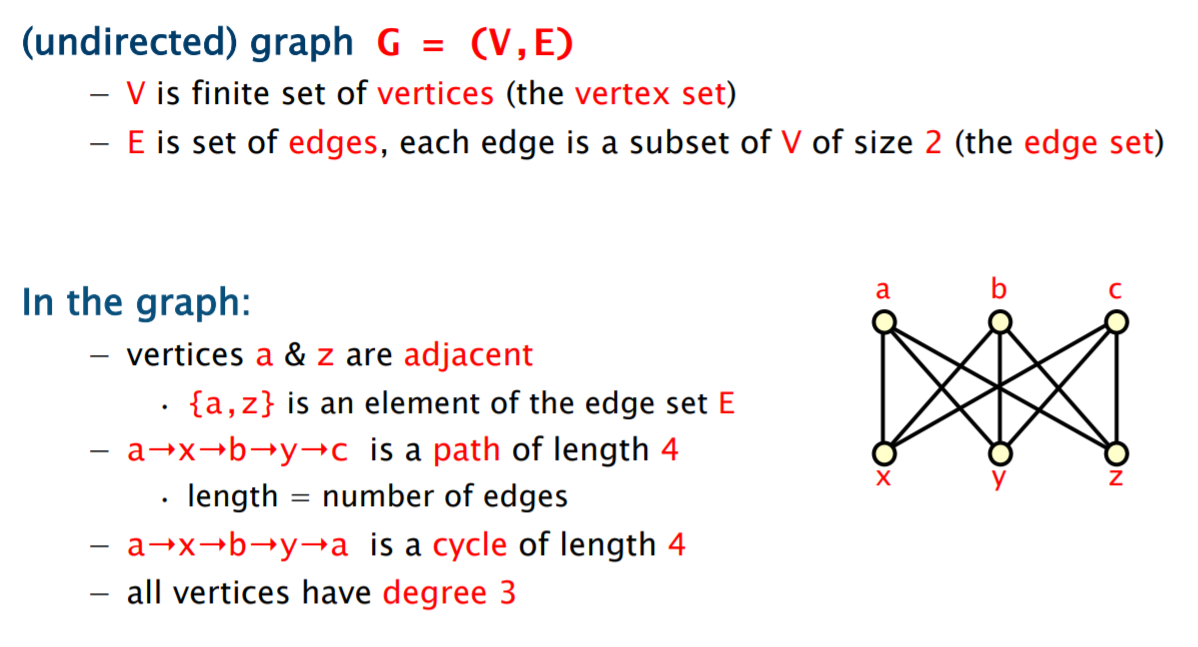 (undirected) graph G = (V,E)
– V is finite set of vertices (the vertex set)
– E is set of edges, each edge is a subset of V of size 2 (the edge set)
In the graph:
– vertices a & z are adjacent
· {a,z} is an element of the edge set E
– a→x→b→y→c is a path of length 4
· length = number of edges
– a→x→b→y→a is a cycle of length 4
– all vertices have degree 3
a b c
x y z